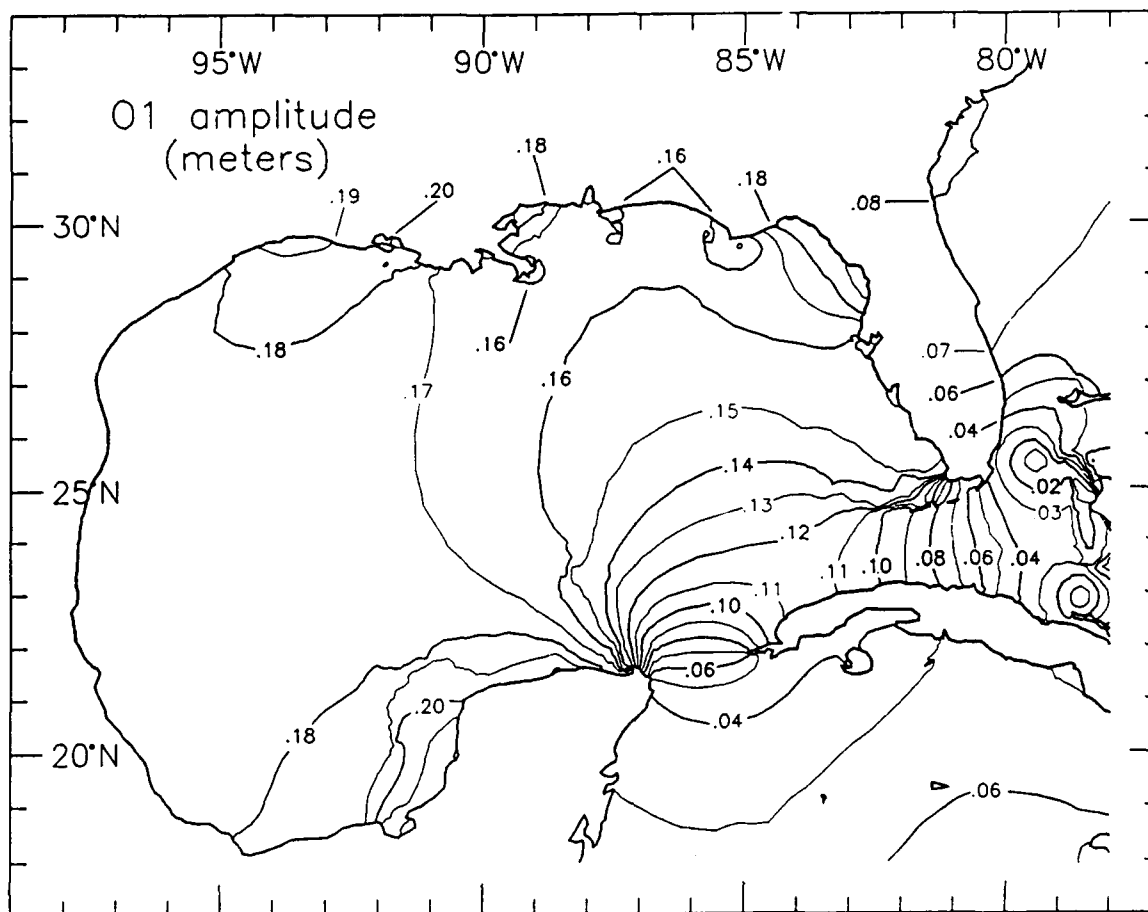 95°W 90°W 85°W 80°W
O1 amplitude
(meters)
.18 .16
.19 .20 .18 .08
30°N
.18 .16 .07
.17 .16 .15 .06
.04
25°N
.14 .02
.13 .03
.12
.11 .10 .11 .10 .08 .06 .04
.06
.20 .04
.18
20°N
.06